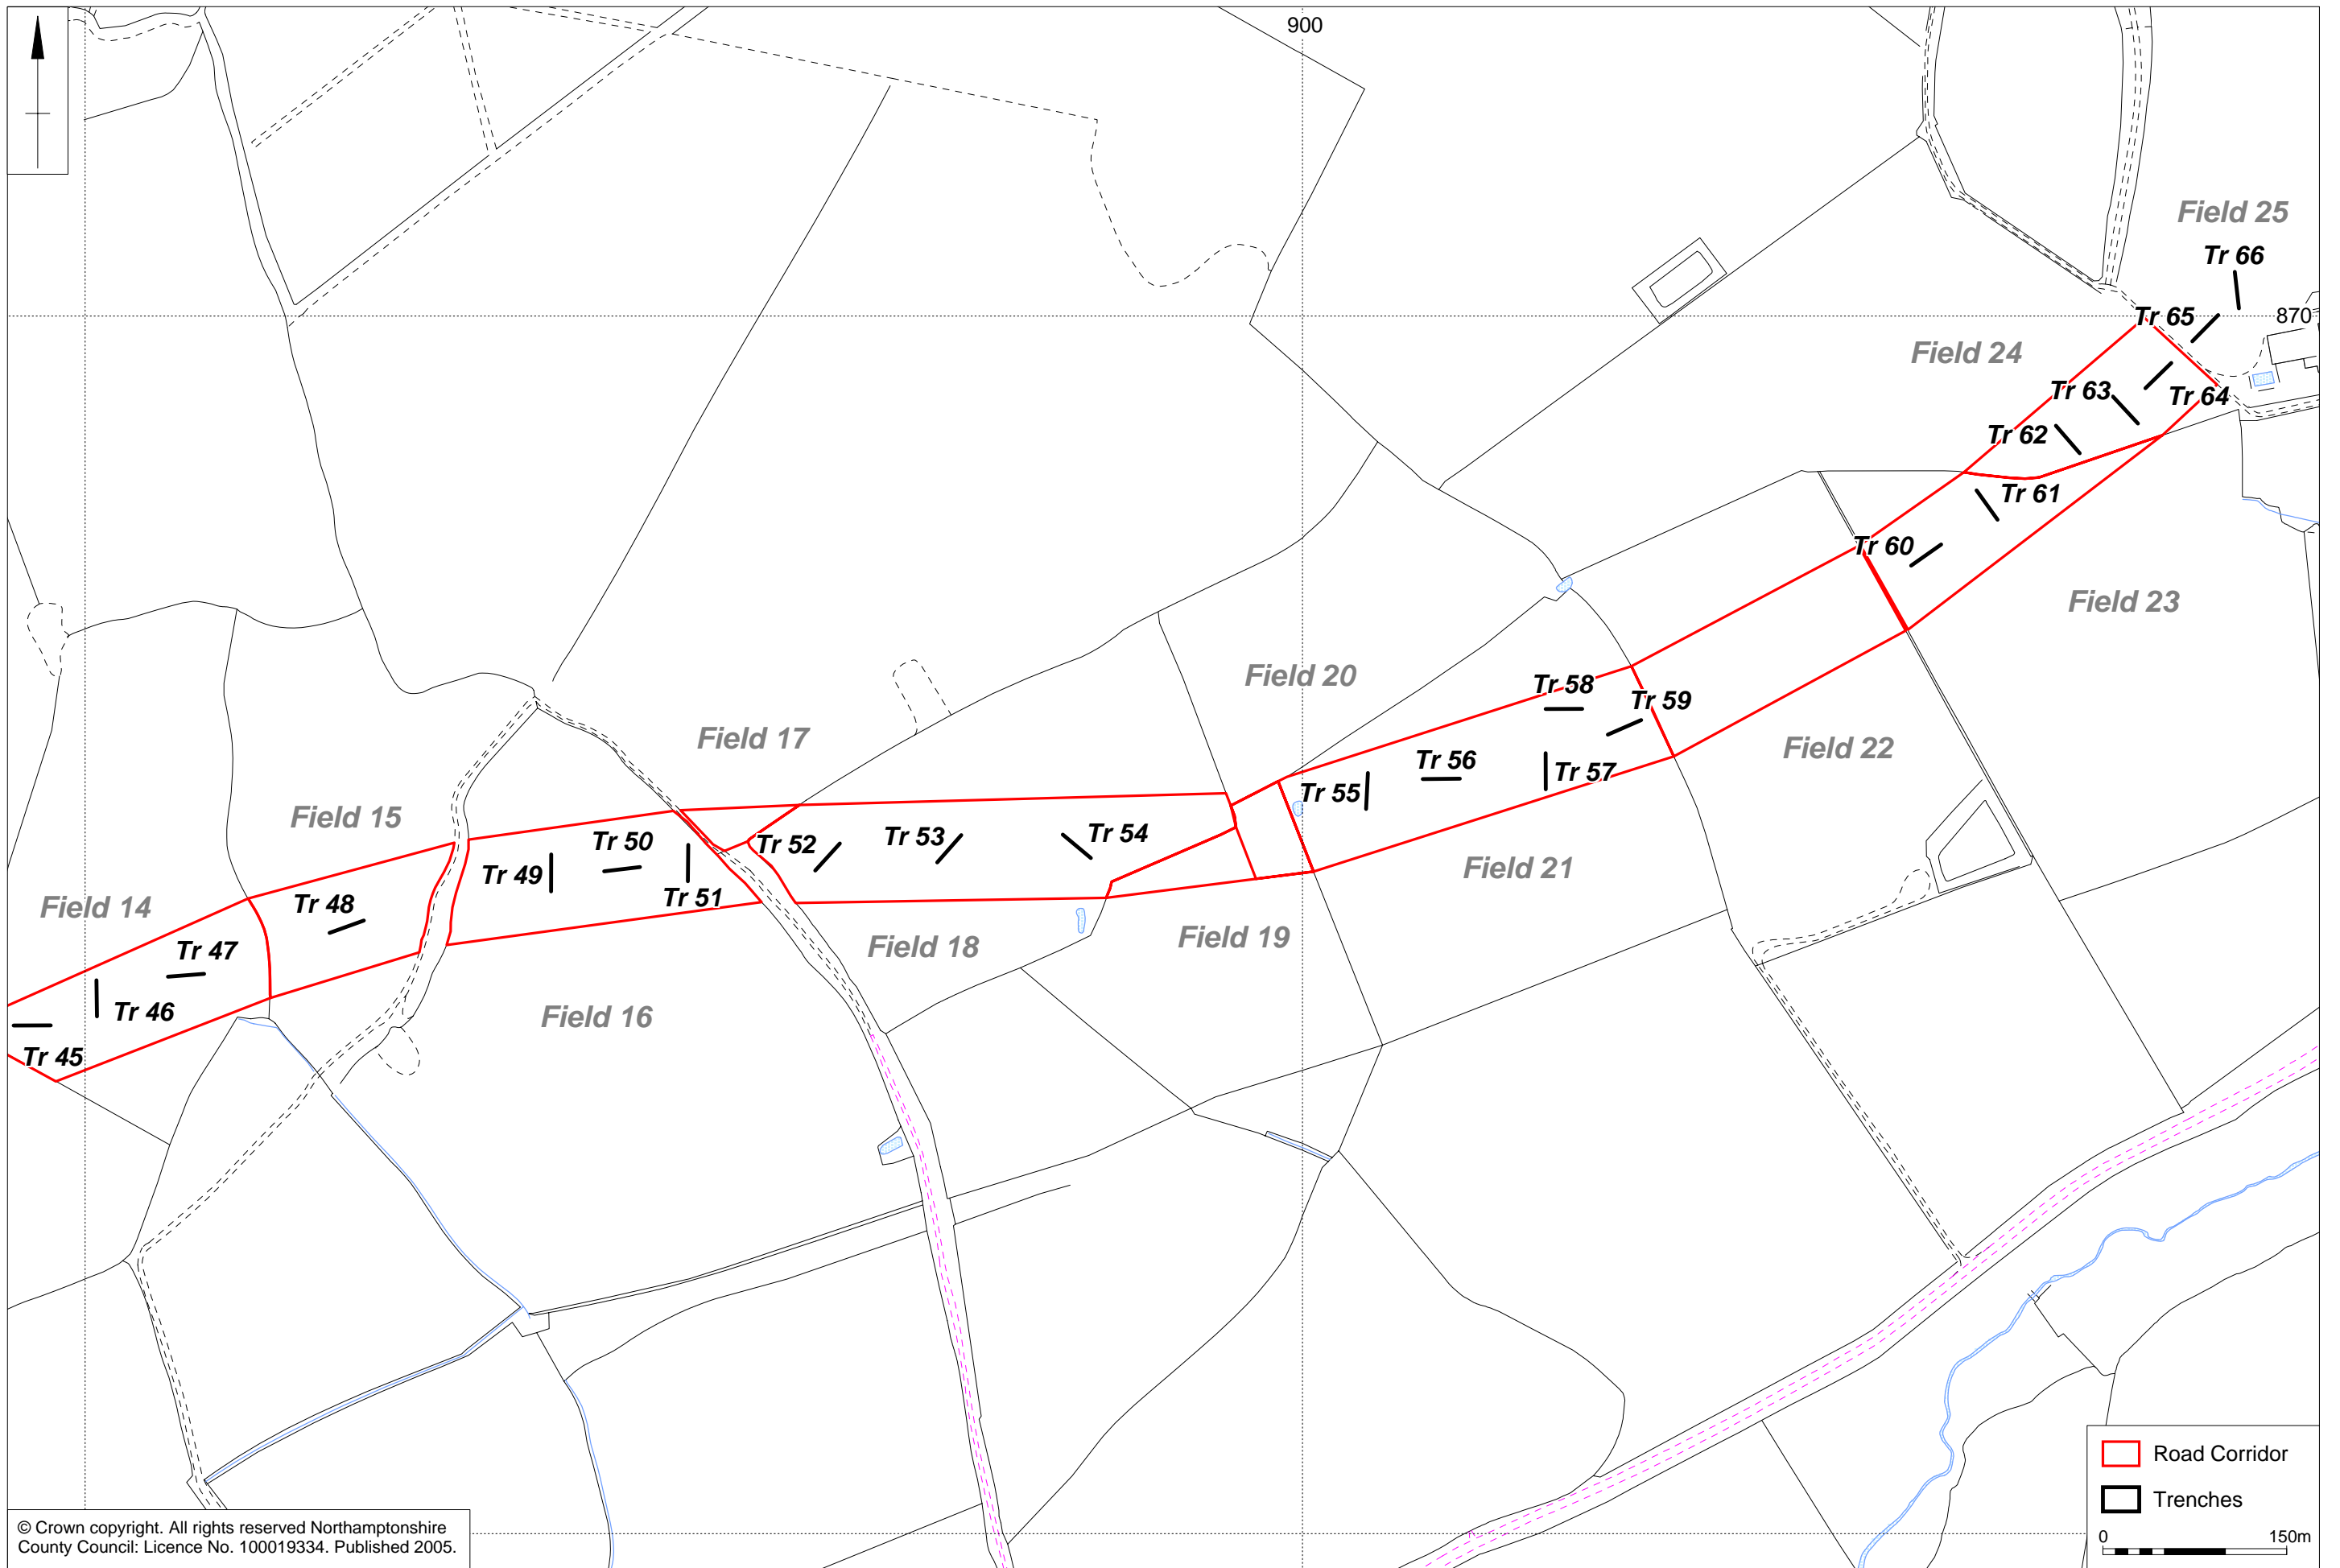 900
Field 25
Tr 66
Tr 65
870
Field 24
Tr 63
Tr 64
Tr 62
Tr 61
Tr 60
Field 23
Field 20
Tr 58
Tr 59
Field 17
Field 22
Tr 56
Tr 57
Tr 55
Field 15
Tr 50
Tr 52
Tr 53
Tr 54
Tr 49
Field 21
Tr 51
Field 14
Tr 48
Tr 47
Field 18
Field 19
Tr 46
Field 16
Tr 45
Road Corridor
Trenches
0 150m
© Crown copyright. All rights reserved Northamptonshire
County Council: Licence No. 100019334. Published 2005.